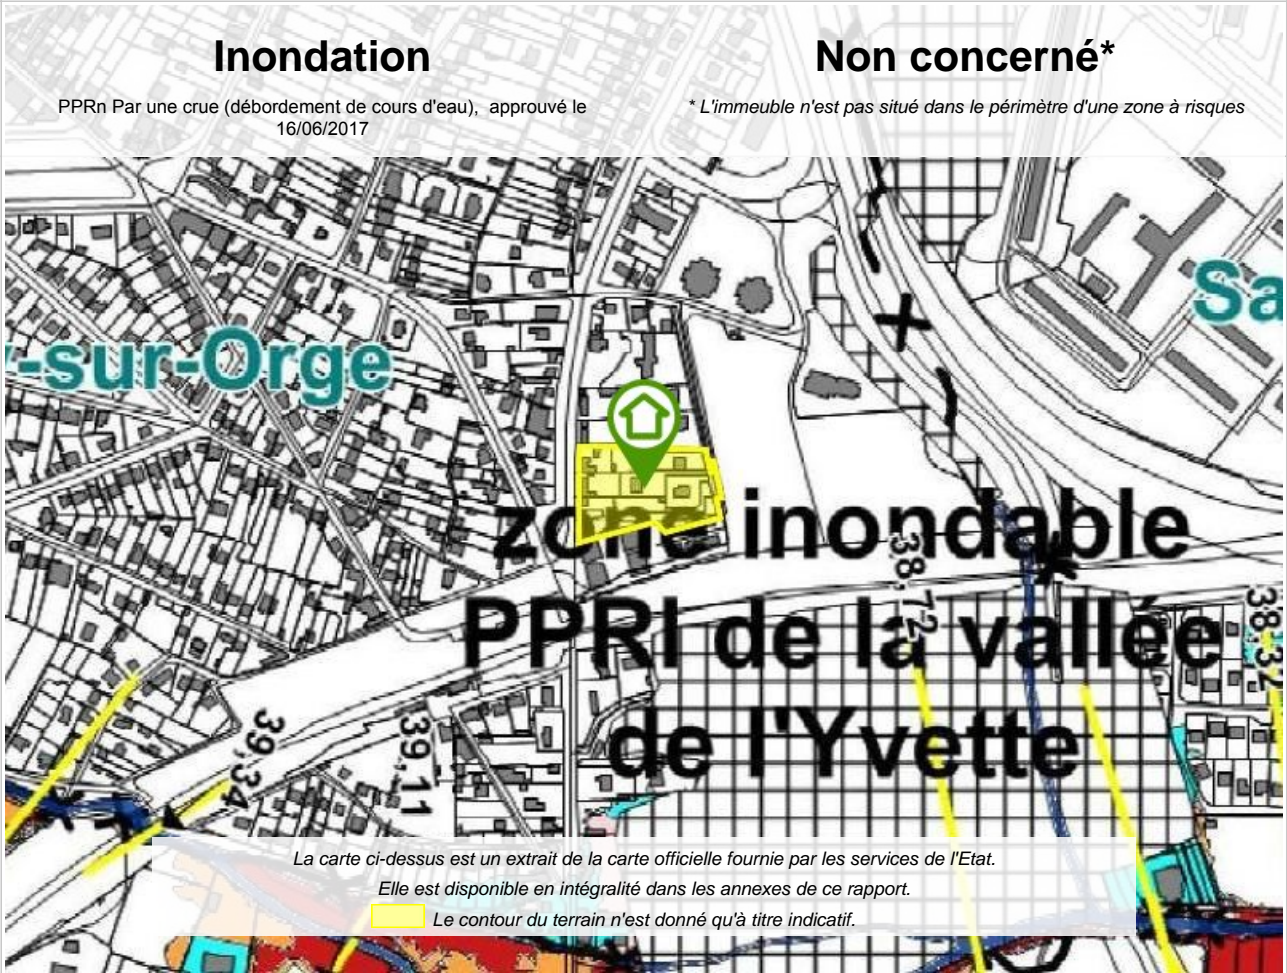 Inondation
Non concerné*
PPRn Par une crue (débordement de cours d'eau), approuvé le
16/06/2017
* L'immeuble n'est pas situé dans le périmètre d'une zone à risques
-sur-Orge
Sa
zone inondable
PPRI de la vallée
de l'Yvette
38,72
38,32
39,34
39,11
La carte ci-dessus est un extrait de la carte officielle fournie par les services de l'Etat.
Elle est disponible en intégralité dans les annexes de ce rapport.
Le contour du terrain n'est donné qu'à titre indicatif.